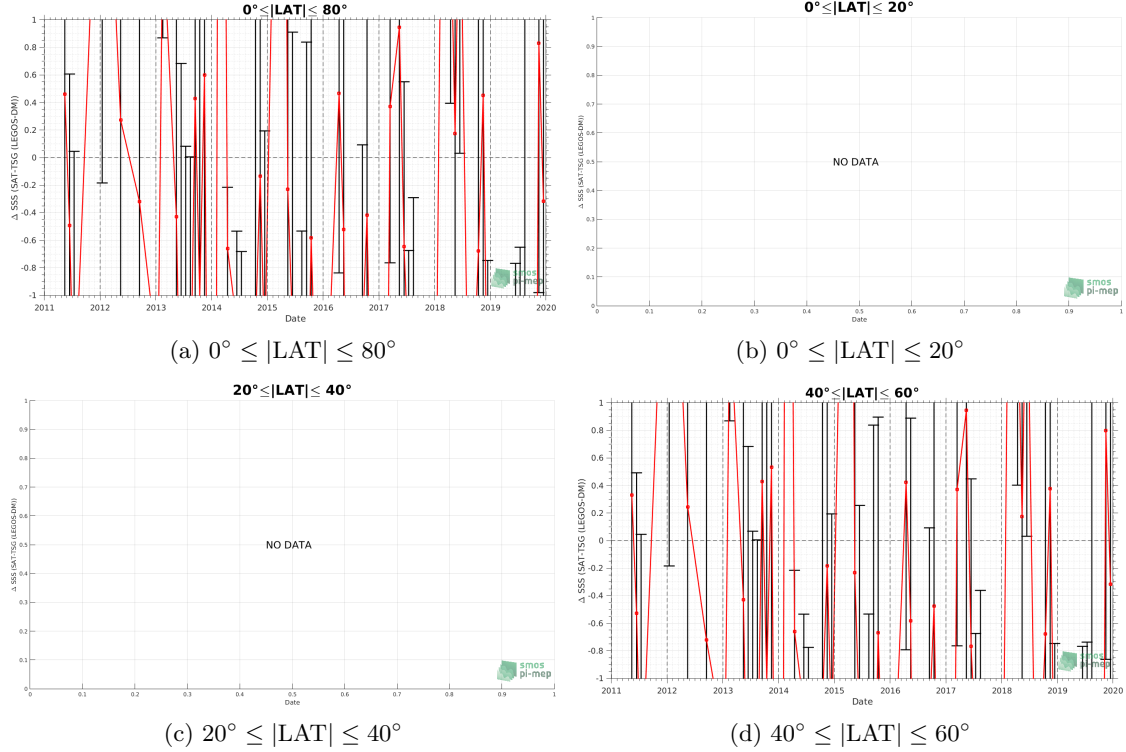 0°≤|LAT|≤ 80°
Δ SSS (SAT-TSG (LEGOS-DM))
1
0.8
0.6
0.4
0.2
0
-0.2
-0.4
-0.6
-0.8
-1
2011 2012 2013 2014 2015 2016 2017 2018 2019 2020
Date
smos
pi-mep
(a) 0° ≤ |LAT| ≤ 80°
0°≤|LAT|≤ 20°
Δ SSS (SAT-TSG (LEGOS-DM))
1
0.9
0.8
0.7
0.6
0.5
0.4
0.3
0.2
0.1
0
NO DATA
0 0.1 0.2 0.3 0.4 0.5 0.6 0.7 0.8 0.9 1
Date
smos
pi-mep
(b) 0° ≤ |LAT| ≤ 20°
20°≤|LAT|≤ 40°
Δ SSS (SAT-TSG (LEGOS-DM))
1
0.9
0.8
0.7
0.6
0.5
0.4
0.3
0.2
0.1
0
NO DATA
0 0.1 0.2 0.3 0.4 0.5 0.6 0.7 0.8 0.9 1
Date
smos
pi-mep
(c) 20° ≤ |LAT| ≤ 40°
40°≤|LAT|≤ 60°
Δ SSS (SAT-TSG (LEGOS-DM))
1
0.8
0.6
0.4
0.2
0
-0.2
-0.4
-0.6
-0.8
-1
2011 2012 2013 2014 2015 2016 2017 2018 2019 2020
Date
smos
pi-mep
(d) 40° ≤ |LAT| ≤ 60°